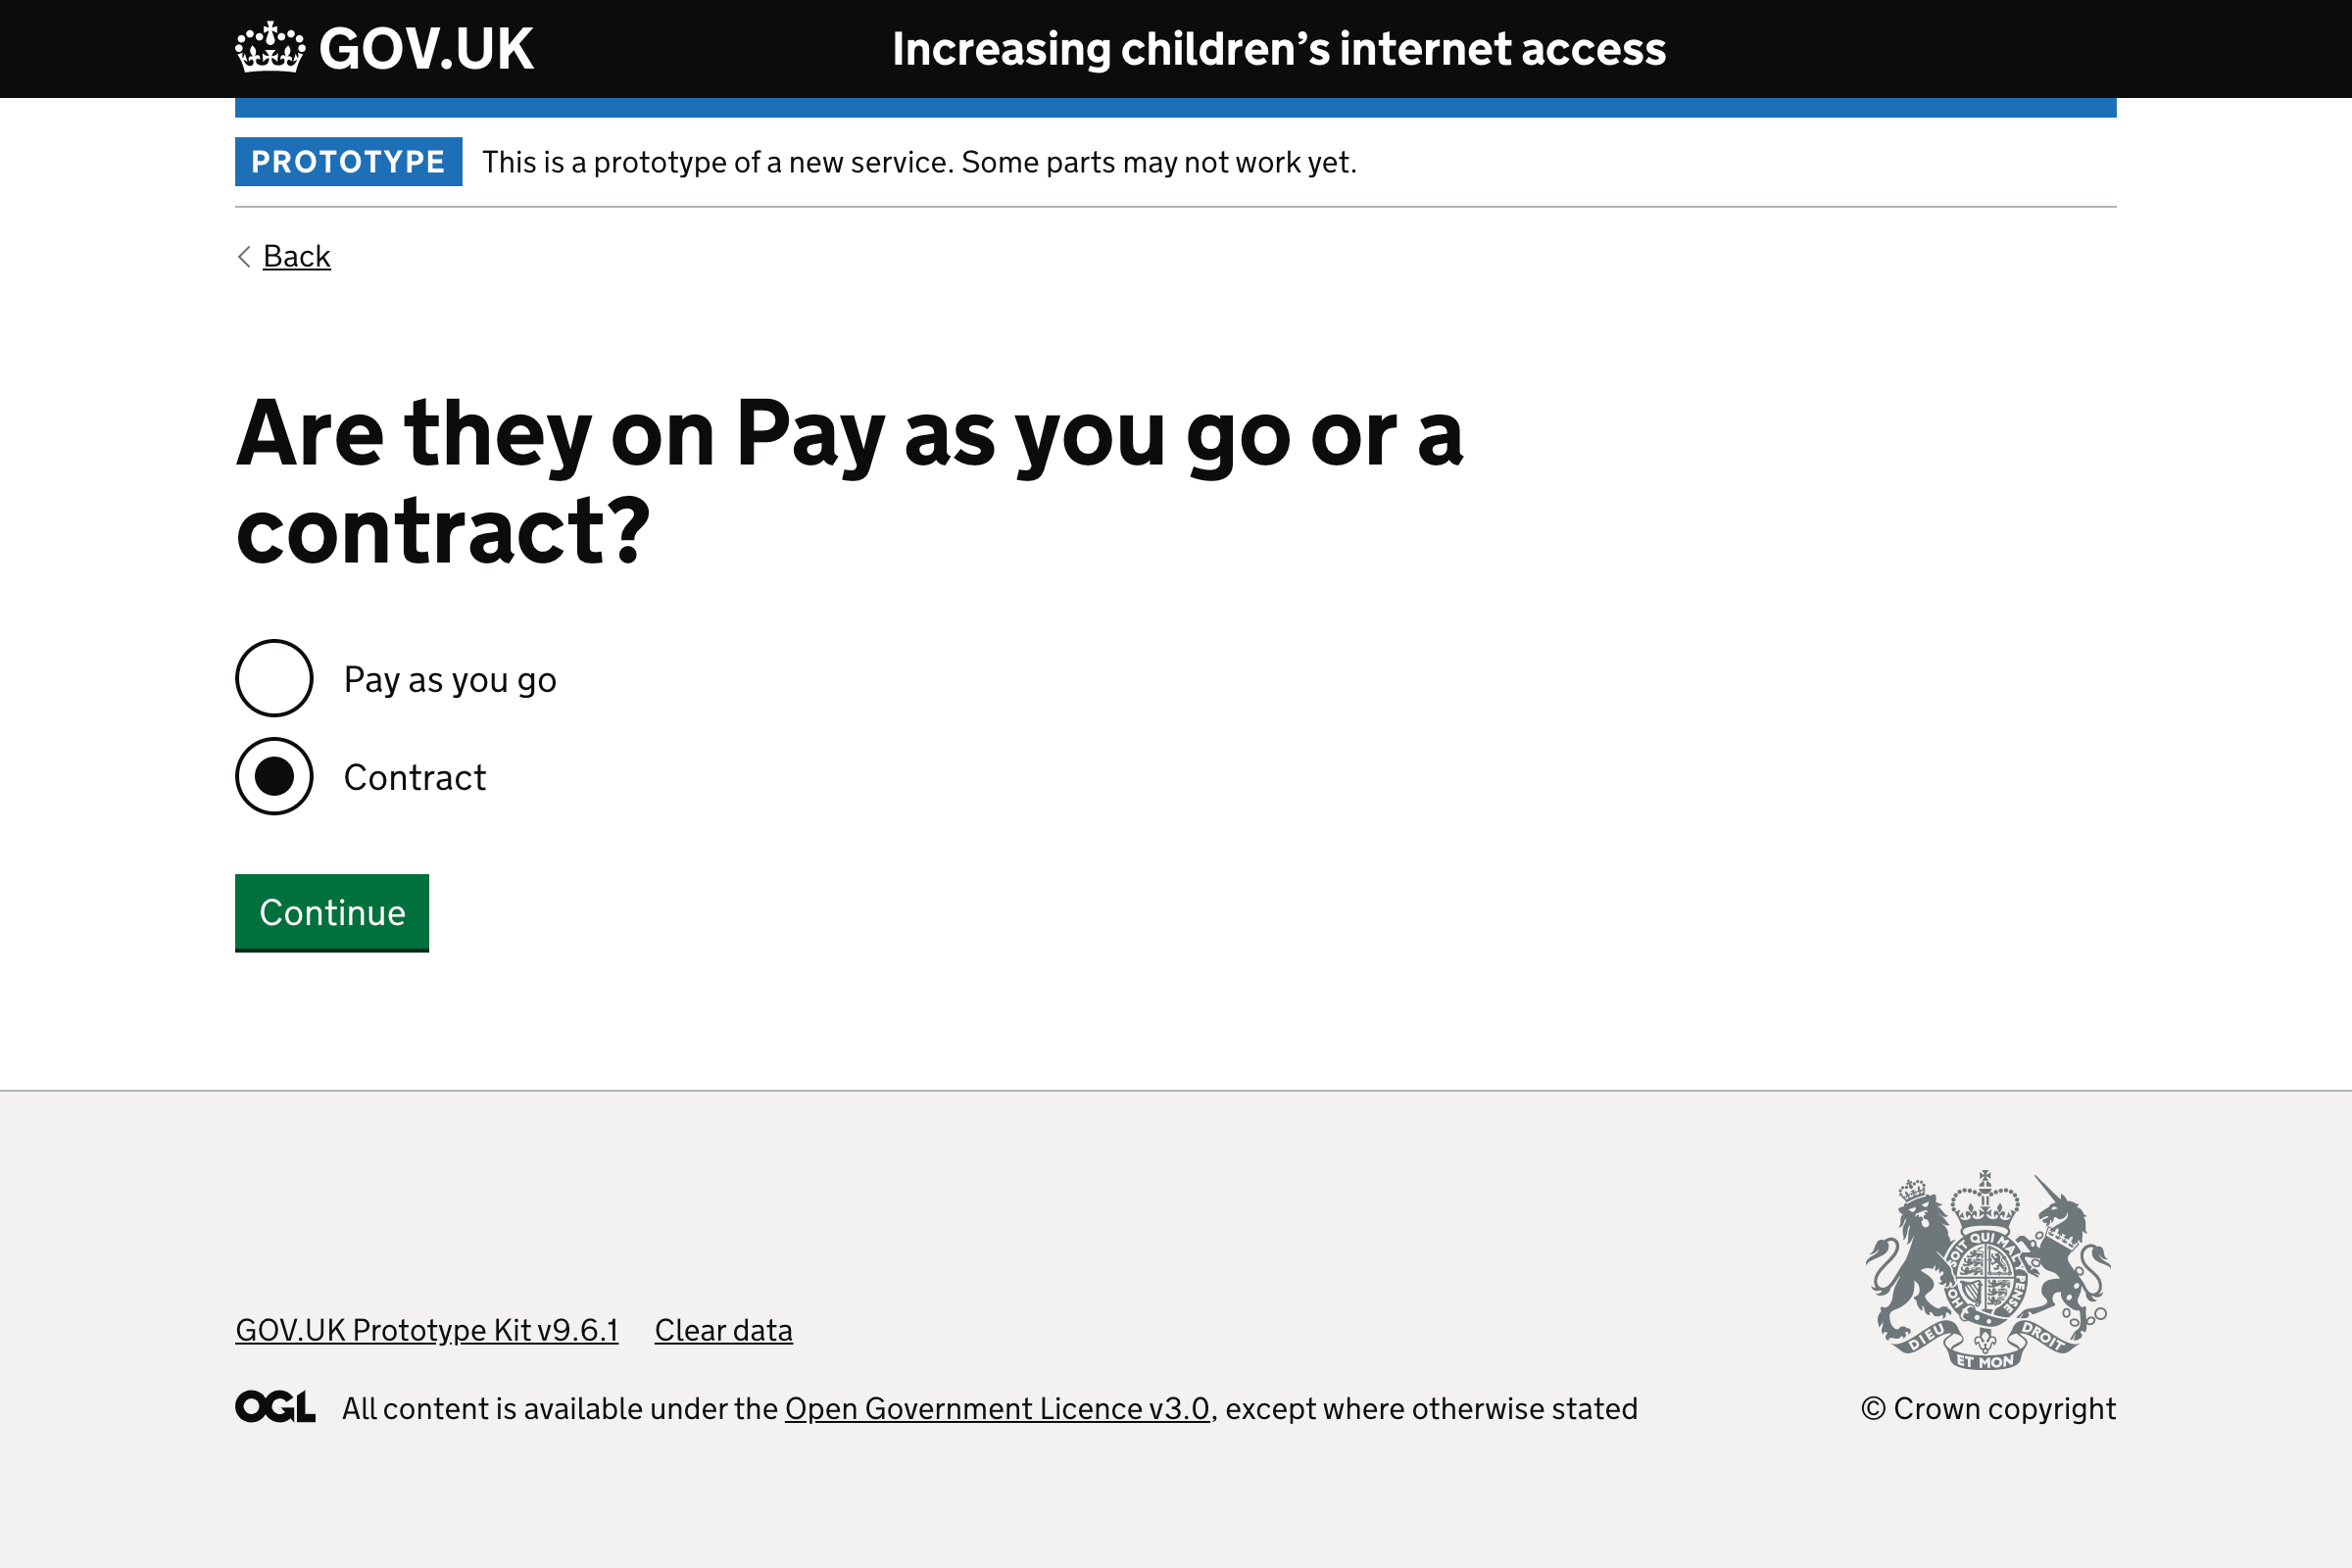 GOV.UK
Increasing children’s internet access
PROTOTYPE This is a prototype of a new service. Some parts may not work yet.
Back
Are they on Pay as you go or a
contract?
Pay as you go
Contract
Continue
GOV.UK Prototype Kit v9.6.1 Clear data
HONI SOIT QUI MAL PENSE
DIEU ET MON DROIT
OGL All content is available under the Open Government Licence v3.0, except where otherwise stated
© Crown copyright